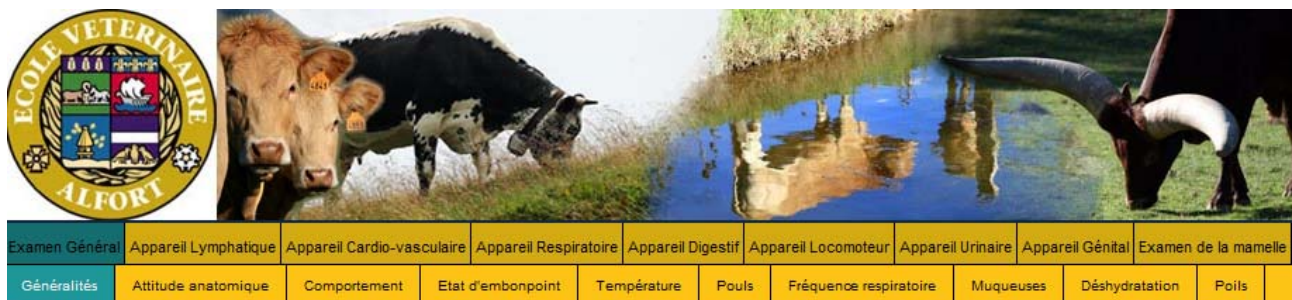 ECOLE VETERINAIRE
ALFORT
4848
Examen Général Appareil Lymphatique Appareil Cardio-vasculaire Appareil Respiratoire Appareil Digestif Appareil Locomoteur Appareil Urinaire Appareil Génital Examen de la mamelle
Généralités Attitude anatomique Comportement Etat d'embonpoint Température Pouls Fréquence respiratoire Muqueuses Déshydratation Poils